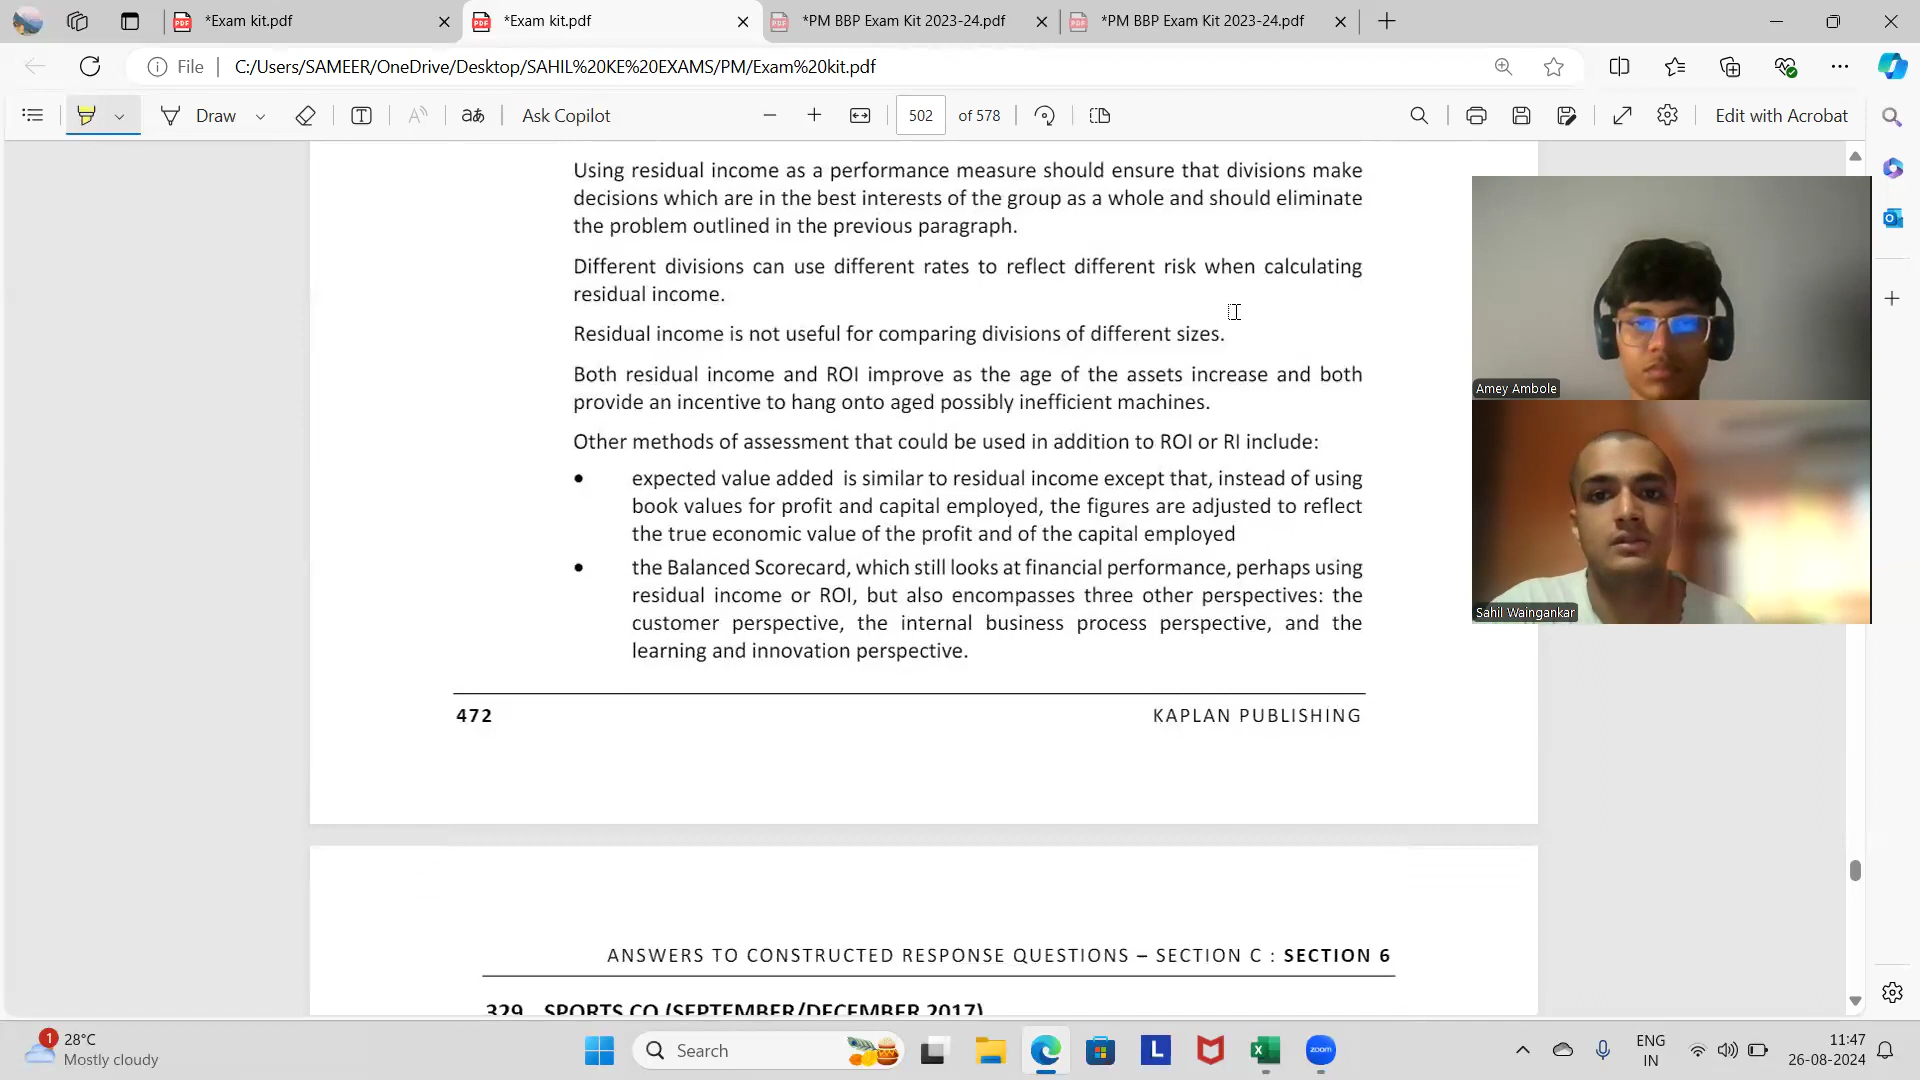 *Exam kit.pdf
*Exam kit.pdf
*PM BBP Exam Kit 2023-24.pdf
*PM BBP Exam Kit 2023-24.pdf
File
C:/Users/SAMEER/OneDrive/Desktop/SAHIL%20KE%20EXAMS/PM/Exam%20kit.pdf
Draw
Ask Copilot
502 of 578
Edit with Acrobat
Using residual income as a performance measure should ensure that divisions make
decisions which are in the best interests of the group as a whole and should eliminate
the problem outlined in the previous paragraph.
Different divisions can use different rates to reflect different risk when calculating
residual income.
Residual income is not useful for comparing divisions of different sizes.
Both residual income and ROI improve as the age of the assets increase and both
provide an incentive to hang onto aged possibly inefficient machines.
Other methods of assessment that could be used in addition to ROI or RI include:
• expected value added is similar to residual income except that, instead of using
book values for profit and capital employed, the figures are adjusted to reflect
the true economic value of the profit and of the capital employed
• the Balanced Scorecard, which still looks at financial performance, perhaps using
residual income or ROI, but also encompasses three other perspectives: the
customer perspective, the internal business process perspective, and the
learning and innovation perspective.
472
KAPLAN PUBLISHING
ANSWERS TO CONSTRUCTED RESPONSE QUESTIONS – SECTION C : SECTION 6
329 SPORTS CO (SEPTEMBER/DECEMBER 2017)
Amey Ambole
Sahil Waingankar
1
28°C
Mostly cloudy
Search
L
zoom
ENG
IN
11:47
26-08-2024